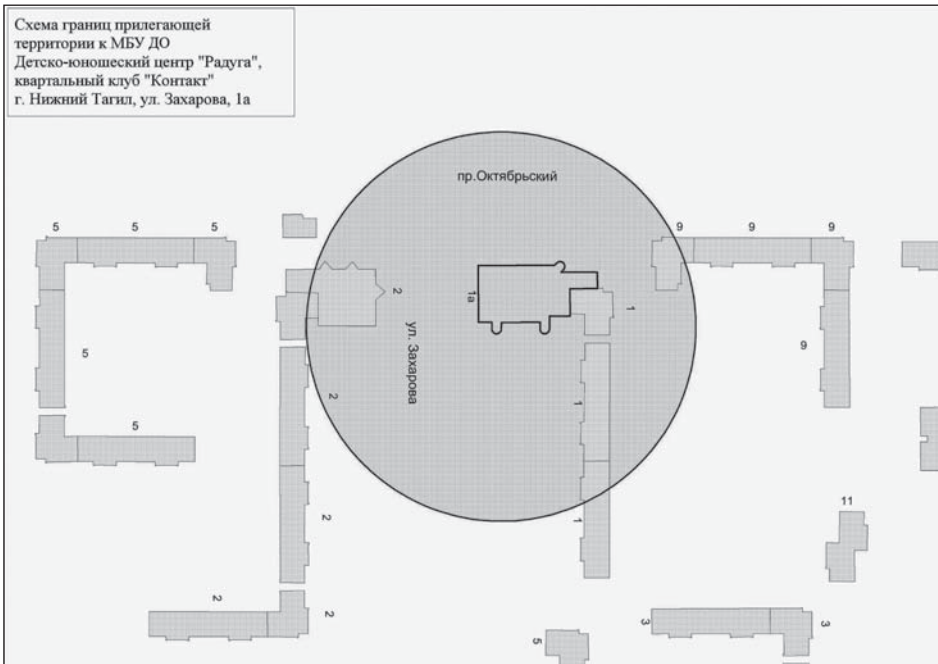 Схема границ прилегающей
территории к МБУ ДО
Детско-юношеский центр "Радуга",
квартальный клуб "Контакт"
г. Нижний Тагил, ул. Захарова, 1а
пр.Октябрьский
5
5
5
9
9
9
2
1а
1
ул. Захарова
5
9
2
1
5
11
2
1
2
2
5
3
3